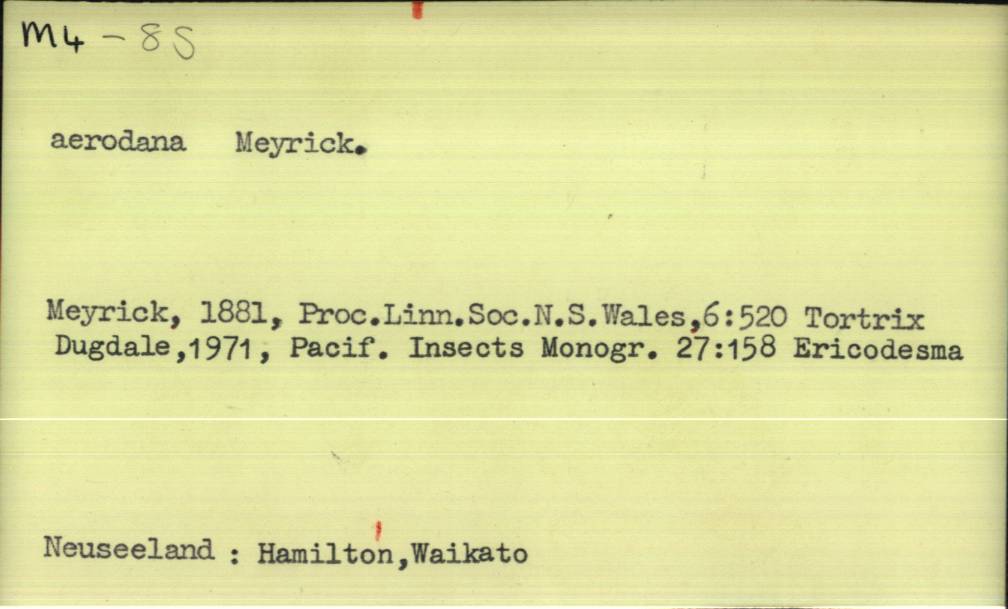 M4 - 8S
aerodana Meyrick.
Meyrick, 1881, Proc.Linn.Soc.N.S.Wales,6:520 Tortrix
Dugdale,1971, Pacif. Insects Monogr. 27:158 Ericodesma
Neuseeland : Hamilton,Waikato